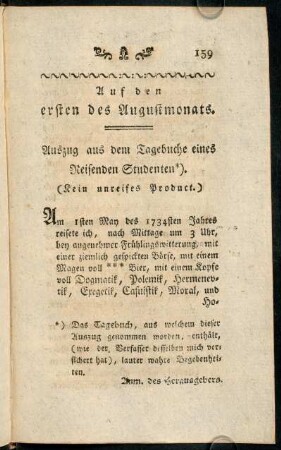 159
Auf den
ersten des Augustmonats.
Auszug aus dem Tagebuche eines
Reisenden Studenten*).
(Kein unreifes Product.)
Am 1sten May des 1734sten Jahres
reisete ich, nach Mittage um 3 Uhr,
bey angenehmer Frühlingswitterung, mit
einer ziemlich gespickten Börse, mit einem
Magen voll *** Bier, mit einem Kopfe
voll Dogmatik, Polemik, Hermenev-
tik, Exegetik, Casuistik, Moral, und
Ho-
*) Das Tagebuch, aus welchem dieser
Auszug genommen worden, enthält,
(wie der Verfasser desselben mich ver-
sichert hat), lauter wahre Begebenhei-
ten.
Anm. des Herausgebers.